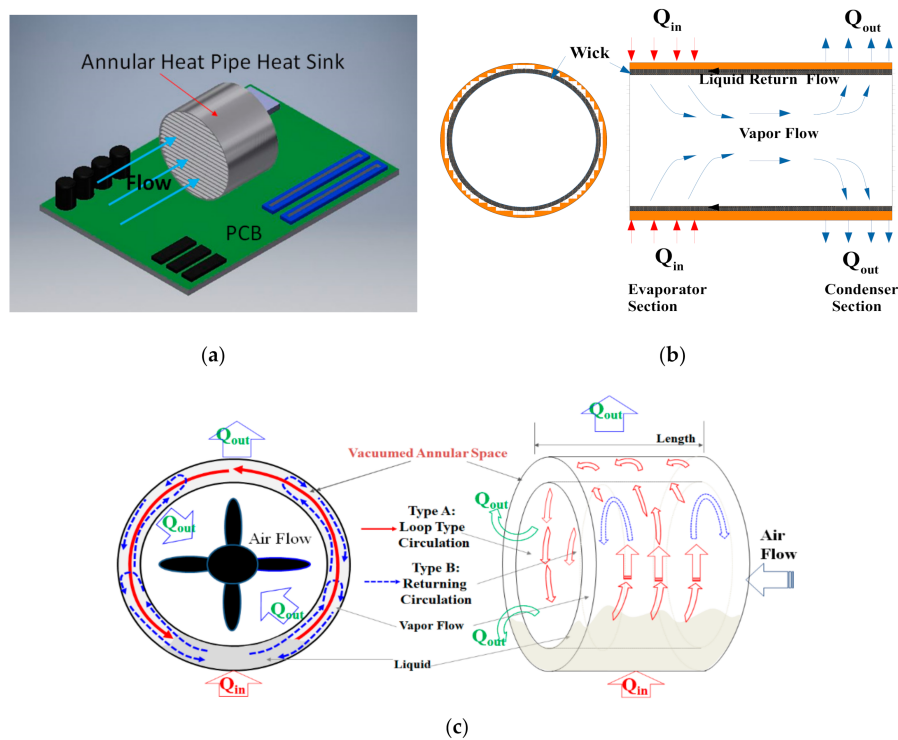 Annular Heat Pipe Heat Sink
Flow
PCB
(a)
Qin
Qout
Wick
Liquid Return Flow
Vapor Flow
Qin
Qout
Evaporator
Section
Condenser
Section
(b)
Qout
Vacuumed Annular Space
Qout
Air Flow
Qout
Qin
Type A:
Loop Type
Circulation
Type B:
Returning
Circulation
Vapor Flow
Liquid
Qout
Length
Qout
Qout
Air
Flow
Qin
(c)